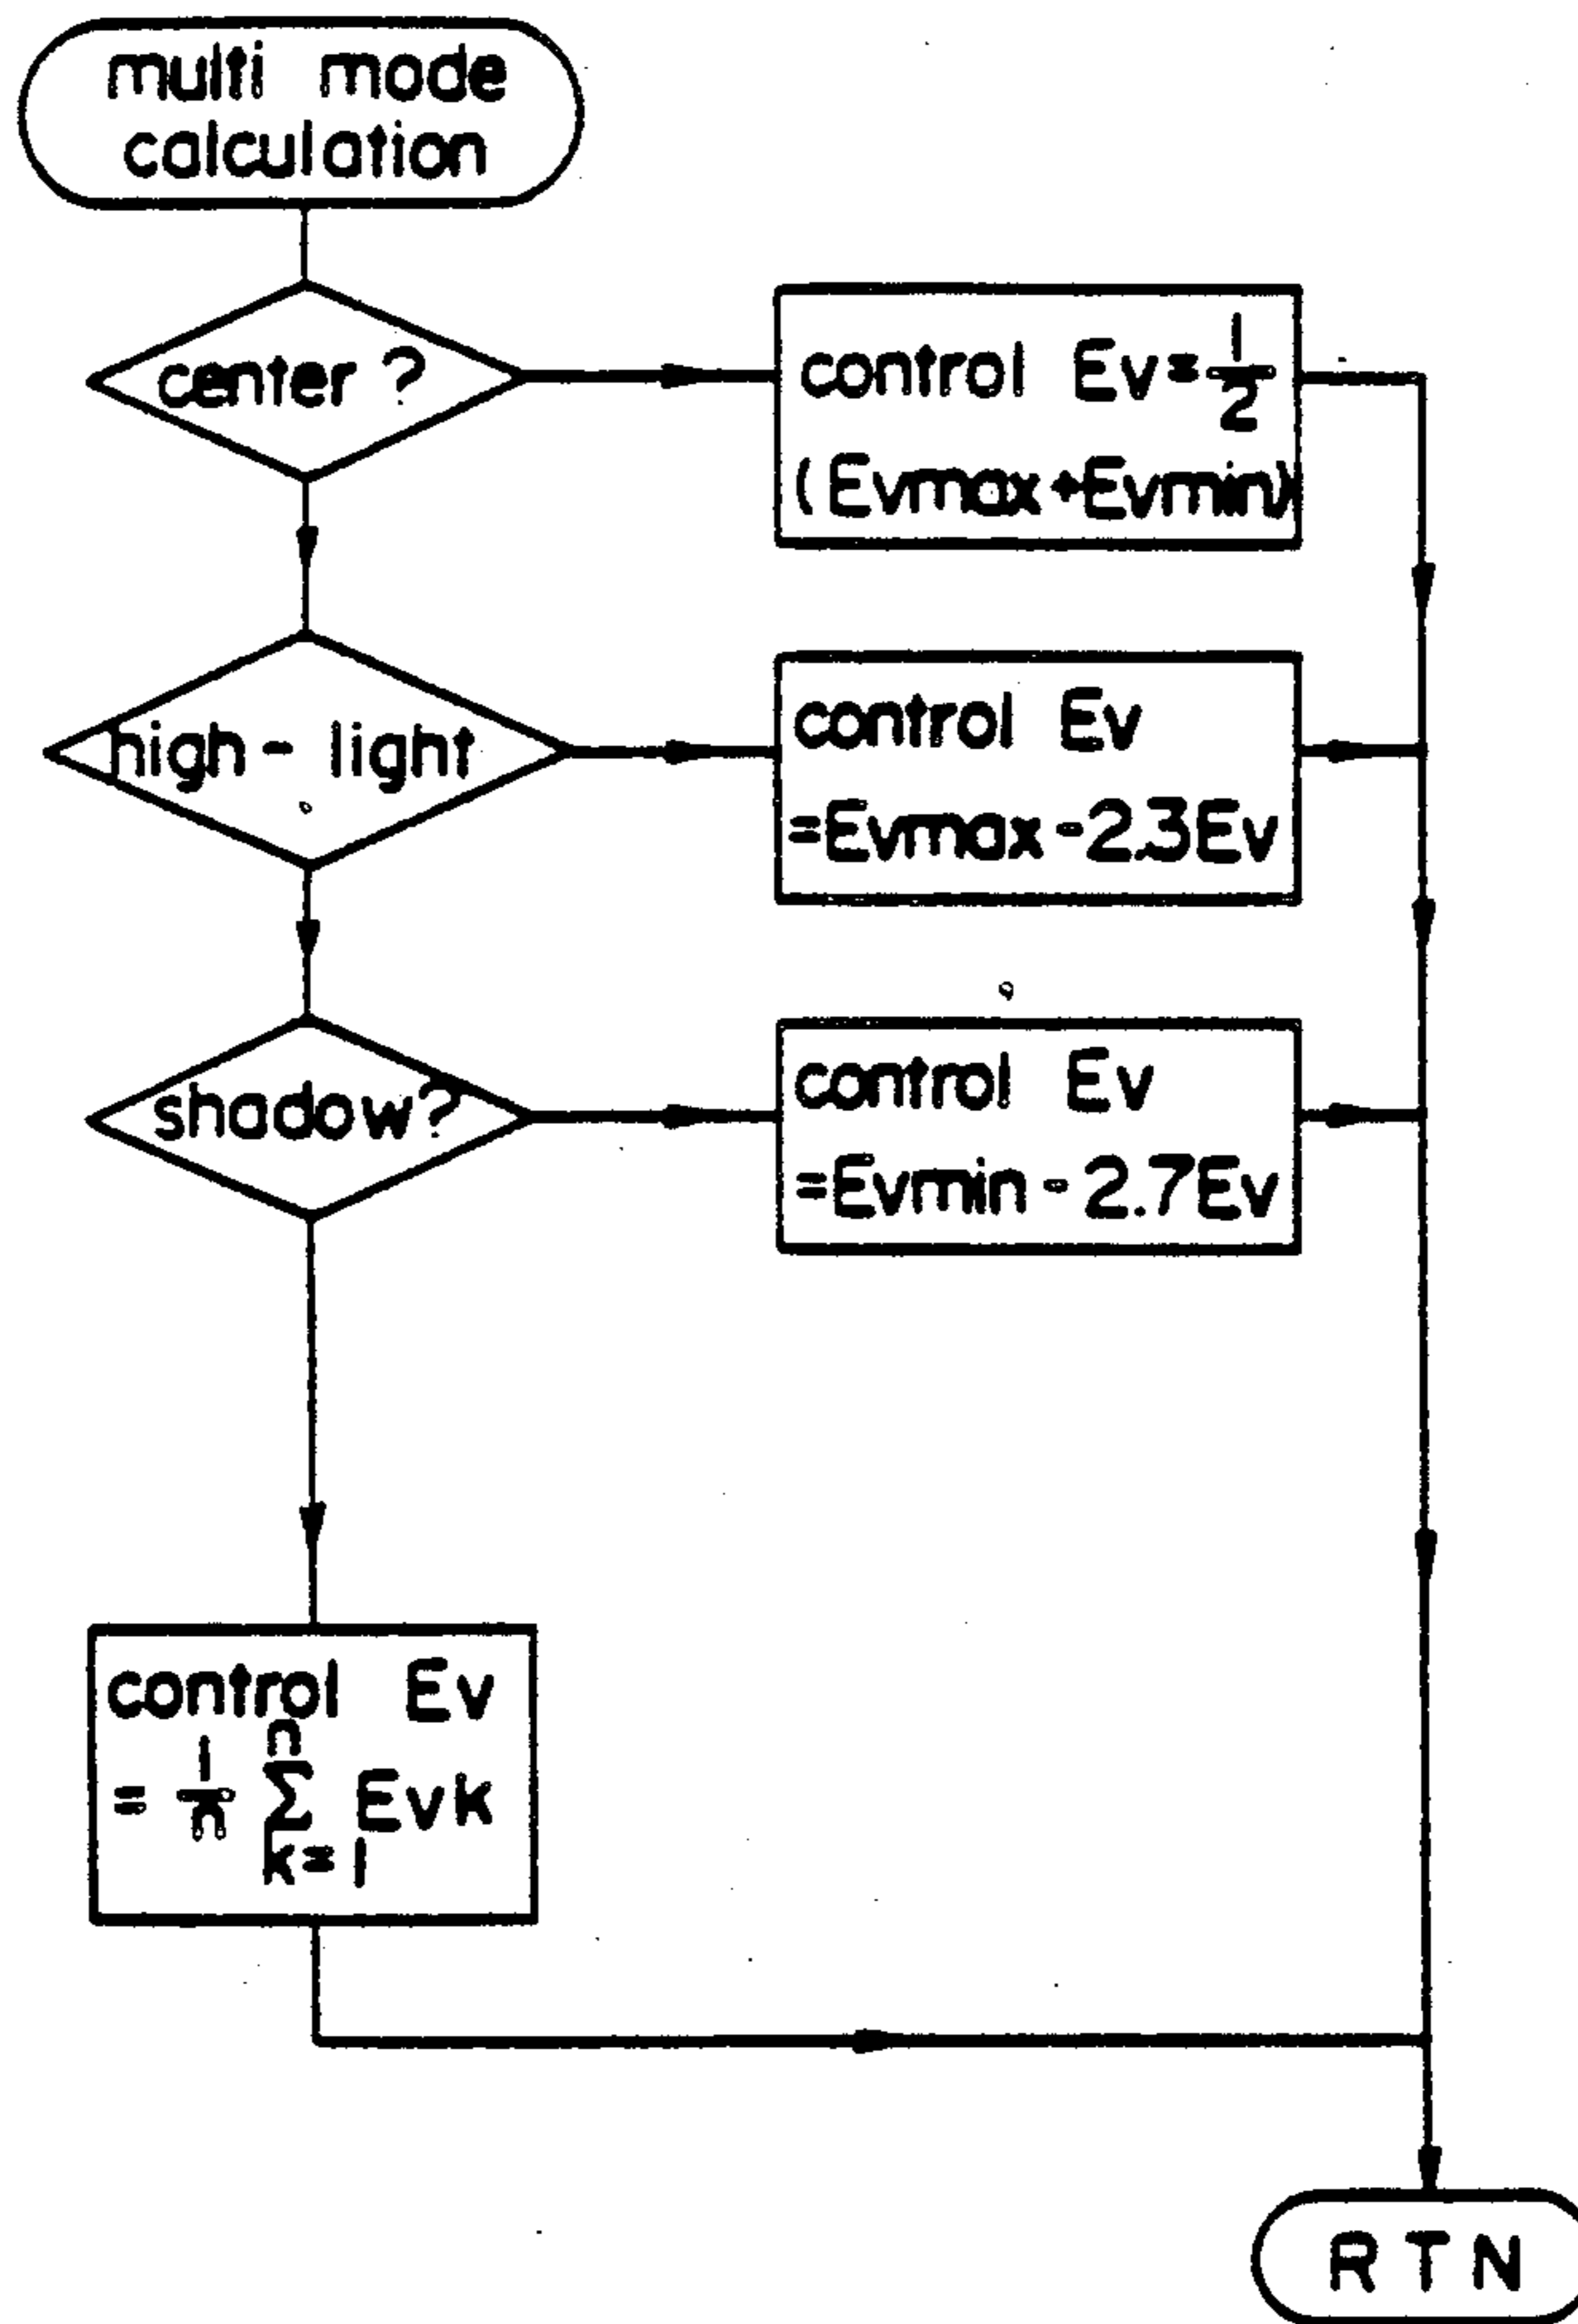 multi mode
calculation
center ?
control Ev=1/2
(Evmax+Evmin)
high - light
control Ev
=Evmax-2.3Ev
shadow?
control Ev
=Evmin-2.7Ev
control Ev
= 1/n n∑k=1 Evk
RTN